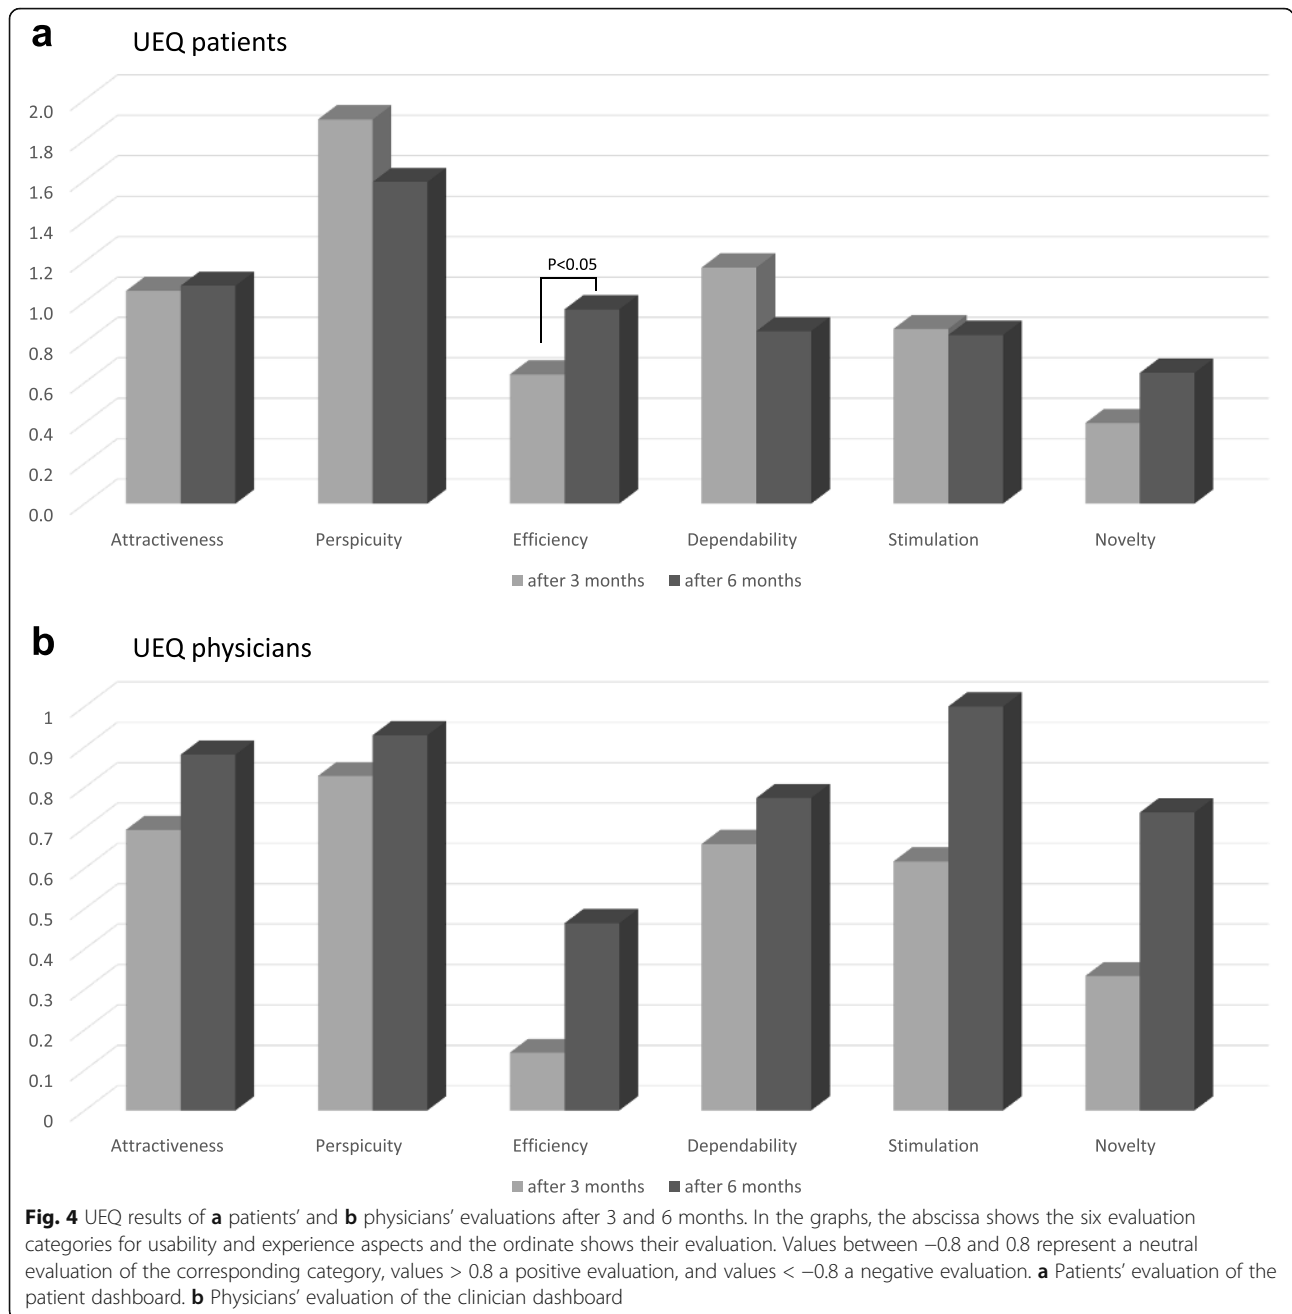 a UEQ patients
2.0
1.8
1.6
1.4
1.2
1.0
0.8
0.6
0.4
0.2
0.0
P<0.05
Attractiveness Perspicuity Efficiency Dependability Stimulation Novelty
after 3 months after 6 months
b UEQ physicians
1
0.9
0.8
0.7
0.6
0.5
0.4
0.3
0.2
0.1
0
Attractiveness Perspicuity Efficiency Dependability Stimulation Novelty
after 3 months after 6 months
Fig. 4 UEQ results of a patients’ and b physicians’ evaluations after 3 and 6 months. In the graphs, the abscissa shows the six evaluation
categories for usability and experience aspects and the ordinate shows their evaluation. Values between −0.8 and 0.8 represent a neutral
evaluation of the corresponding category, values > 0.8 a positive evaluation, and values < −0.8 a negative evaluation. a Patients’ evaluation of the
patient dashboard. b Physicians’ evaluation of the clinician dashboard